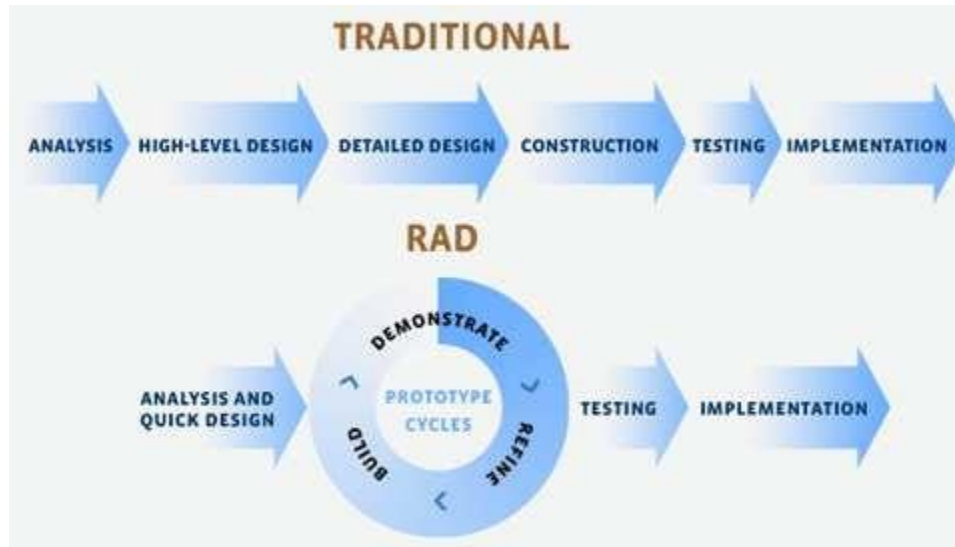 TRADITIONAL
ANALYSIS
HIGH-LEVEL DESIGN
DETAILED DESIGN
CONSTRUCTION
TESTING
IMPLEMENTATION
RAD
ANALYSIS AND
QUICK DESIGN
DEMONSTRATE
REFINE
BUILD
PROTOTYPE
CYCLES
TESTING
IMPLEMENTATION